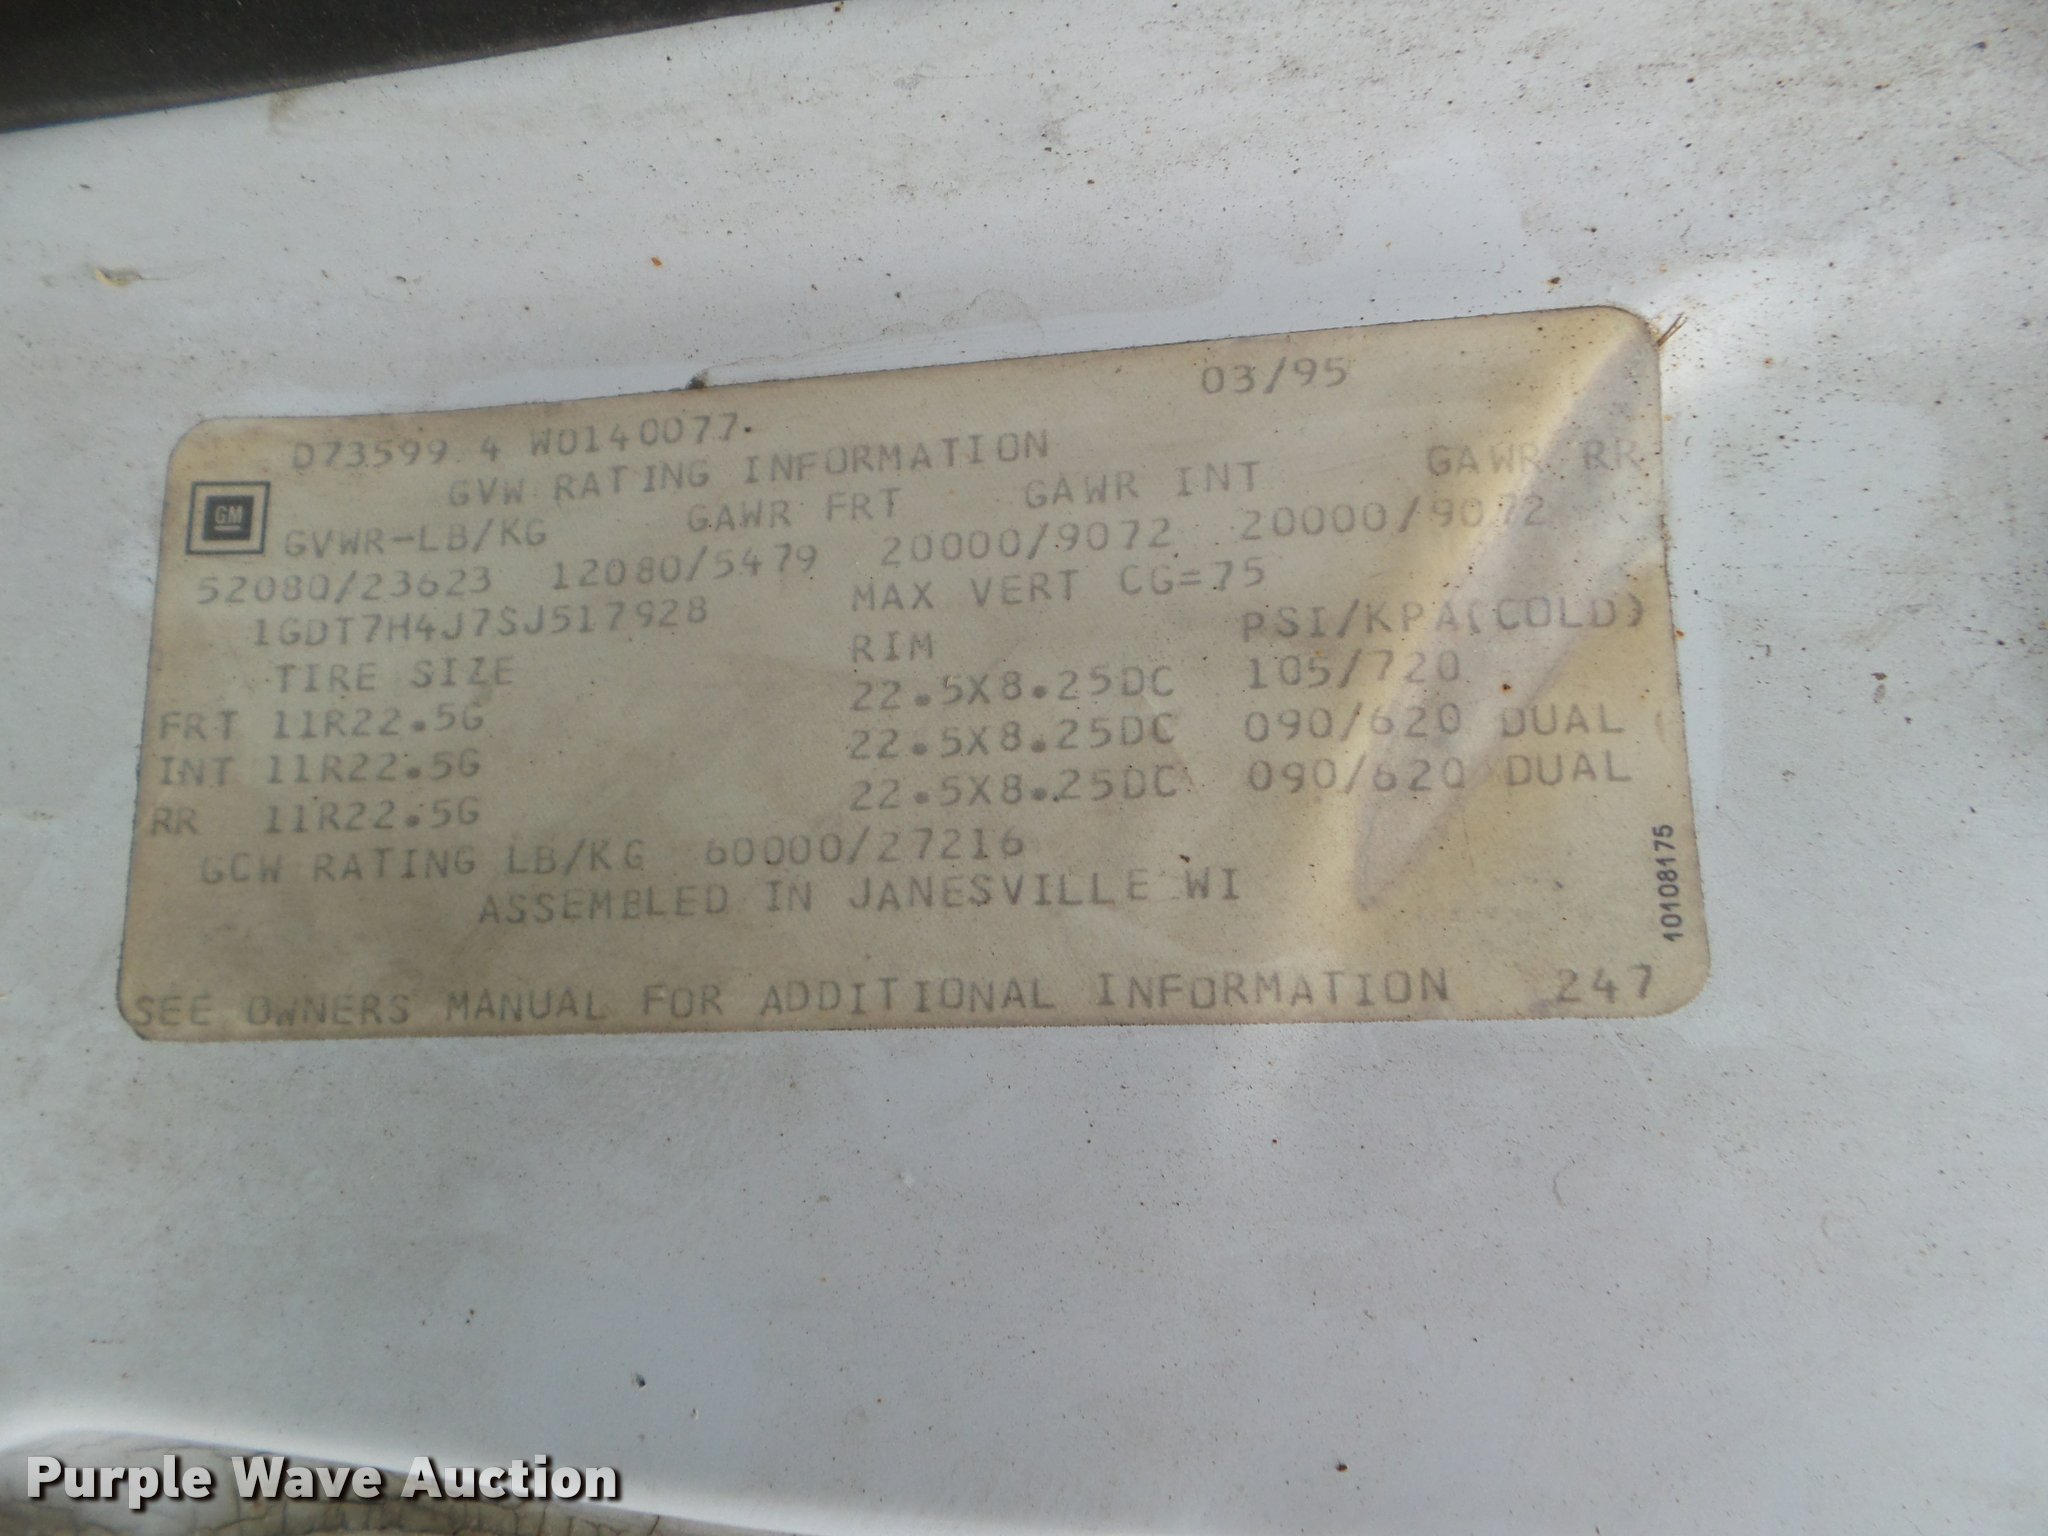 D73599 4 W0140077. 03/95
GVW RATING INFORMATION
GM
GVWR-LB/KG GAWR FRT GAWR INT GAWR RR
52080/23623 12080/5479 20000/9072 20000/9072
1GDT7H4J7SJ517928 MAX VERT CG=75
TIRE SIZE RIM PSI/KPA(COLD)
FRT 11R22.5G 22.5X8.25DC 105/720
INT 11R22.5G 22.5X8.25DC 090/620 DUAL
RR 11R22.5G 22.5X8.25DC 090/620 DUAL
GCW RATING LB/KG 60000/27216
ASSEMBLED IN JANESVILLE WI
10108175
SEE OWNERS MANUAL FOR ADDITIONAL INFORMATION 247
Purple Wave Auction